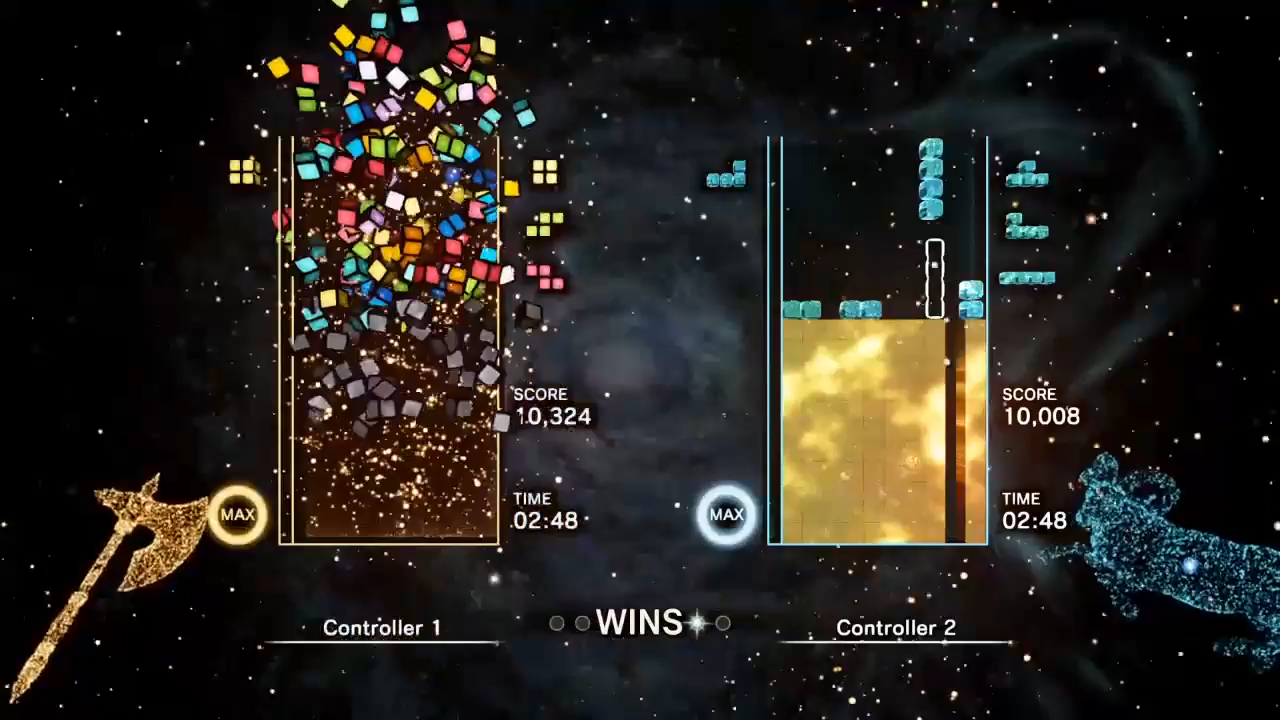 SCORE
10,324
TIME
02:48
MAX
Controller 1
WINS
MAX
SCORE
10,008
TIME
02:48
Controller 2